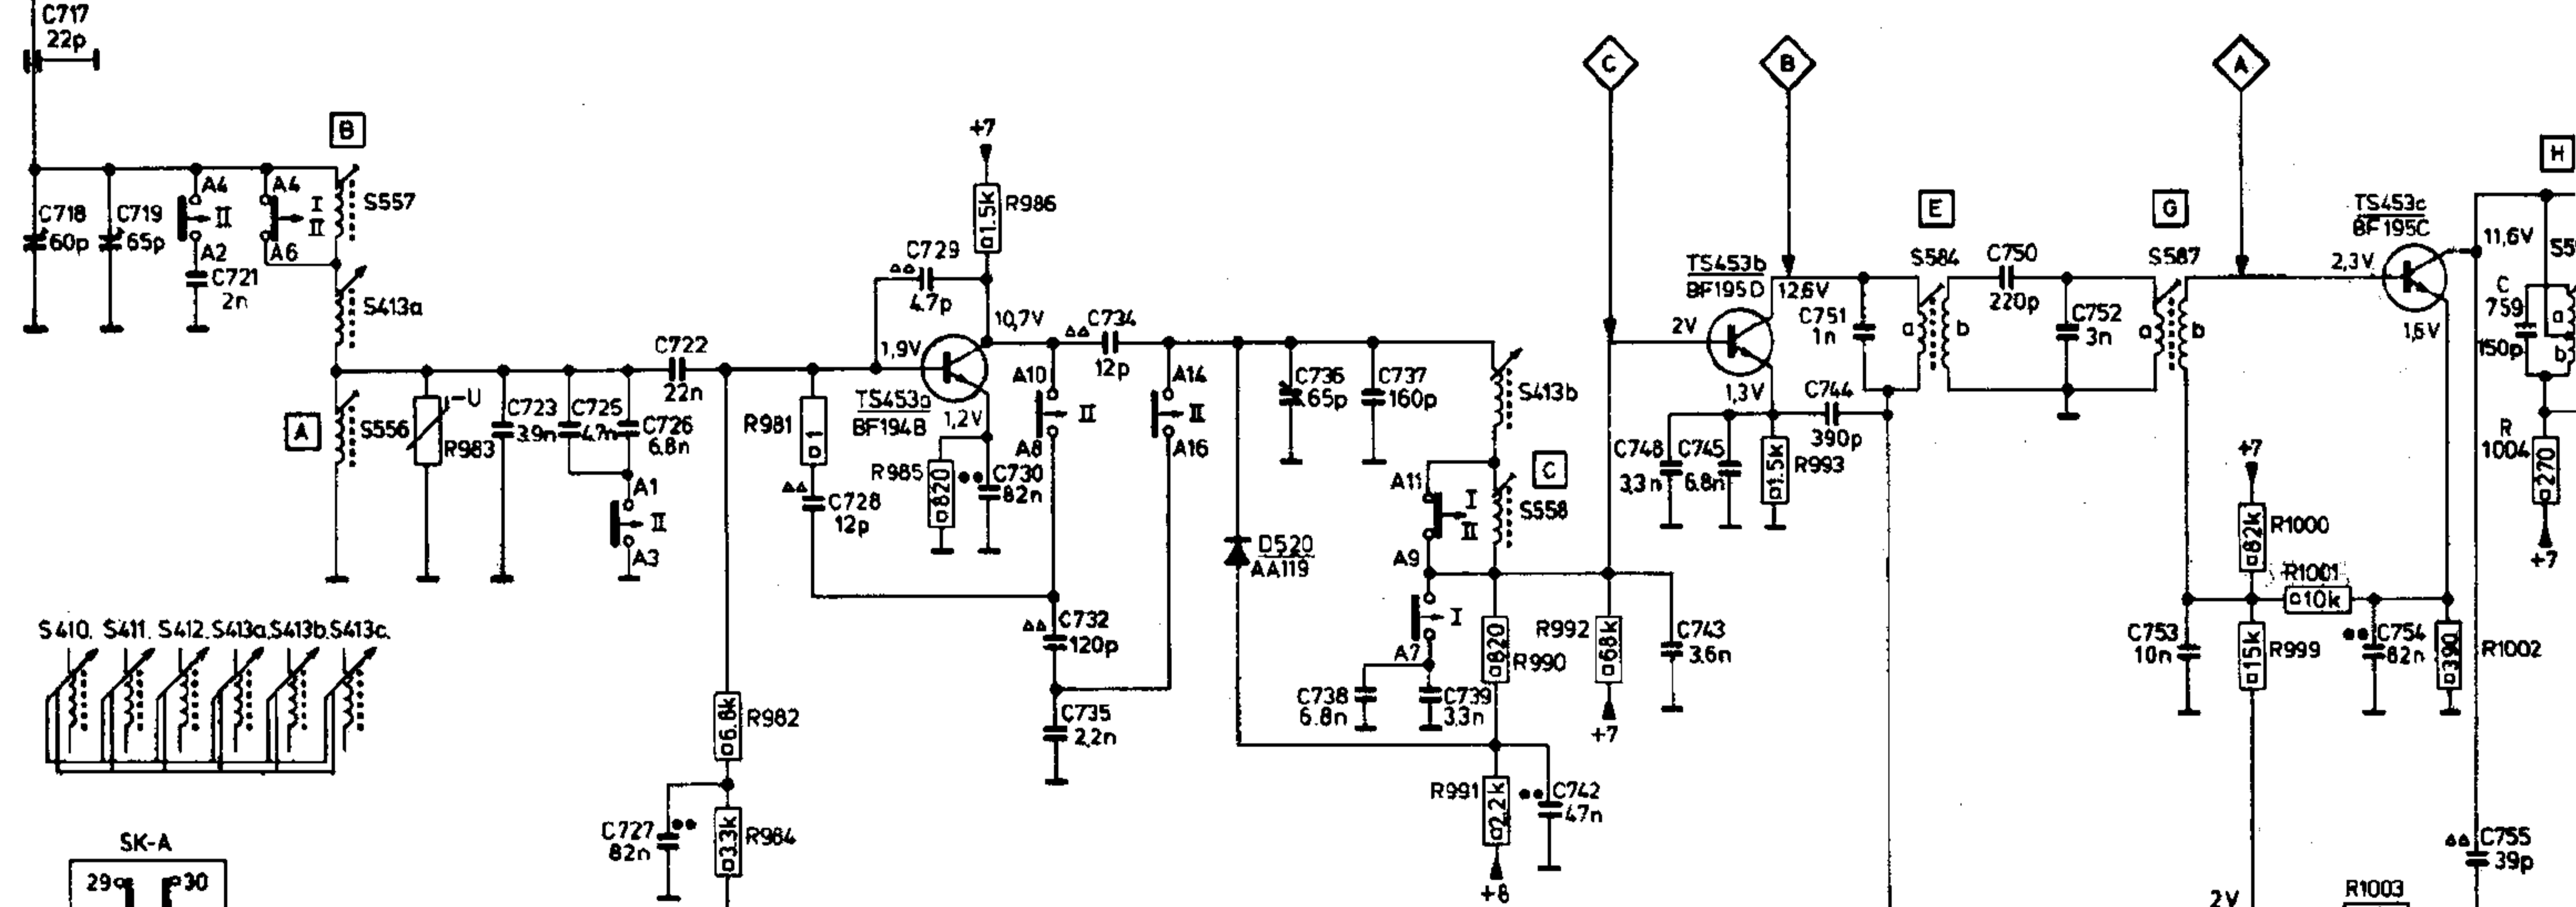 C717
22p
C B A
B
+7
H
A4 A4
S557
R986
1.5k
C718
60p
C719
65p
II
I
II
A2
A6
C721
2n
C729
4.7p
E
G
TS453c
BF195C
11,6V
S5
TS453b
BF195D
12,6V
S584
C750
220p
S587
2,3V
S413a
10,7V
C734
12p
2V
C751
1n
a b
C752
3n
a b
1,6V
C
759
150p
a
b
C722
22n
1,9V
TS453a
BF194B
1,2V
A10
II
A8
A14
II
A16
C736
65p
C737
160p
S413b
1,3V
C744
390p
A
S556
-U
R983
C723
3.9n
C725
4.7n
C726
6.8n
R981
1
R985
820
C730
82n
C748
3.3n
C745
6.8n
1.5k
R993
R
1004
270
+7
A1
II
A3
C728
12p
D520
AA119
A11
I
II
A9
C
S558
+7
82k
R1000
R1001
10k
S410. S411. S412. S413a. S413b. S413c.
C732
120p
I
A7
820
R990
R992
68k
C743
3.6n
C753
10n
15k
R999
C754
82n
390
R1002
6.8k
R982
C735
2,2n
C738
6.8n
C739
3.3n
+7
C727
82n
3.3k
R984
R991
2.2k
C742
47n
+8
SK-A
29 30
C755
39p
2V
R1003